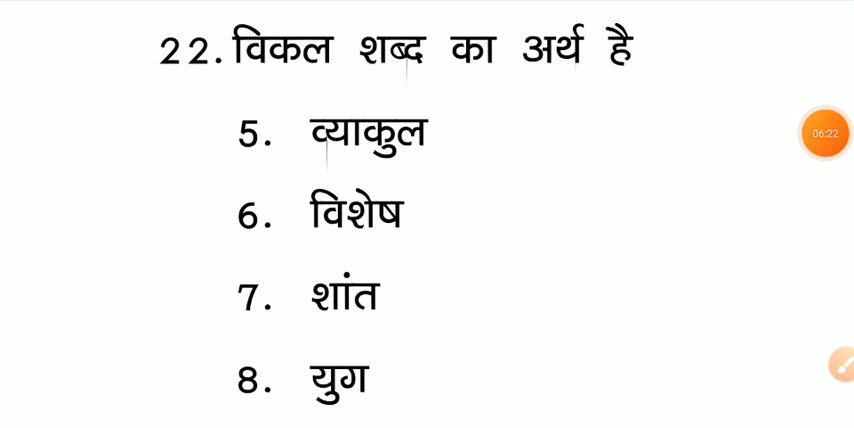 22. विकल शब्द का अर्थ है
5. व्याकुल
06:22
6. विशेष
7. शांत
8. युग